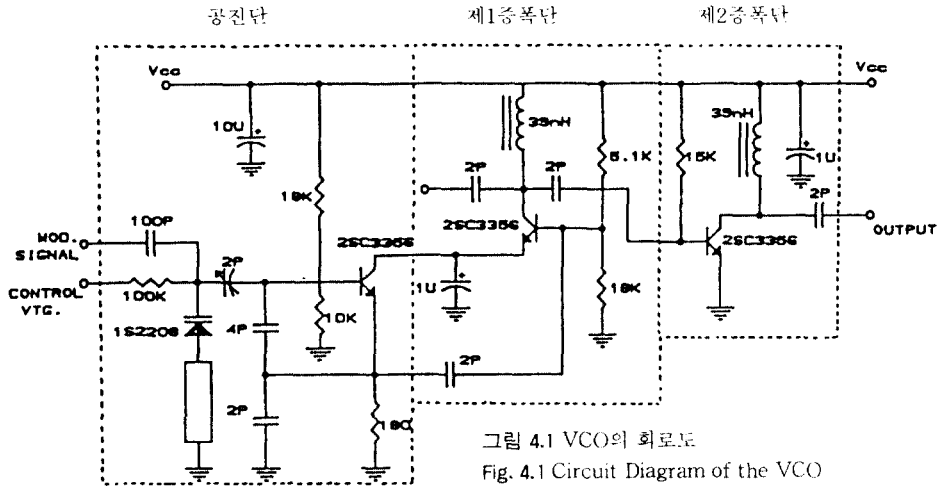 공진단
제1증폭단
제2증폭단
Vcc
Vcc
10U
39nH
39nH
5.1K
15K
1U
2P
2P
2P
18K
100P
2SC3356
2SC3356
2SC3356
MOD.
SIGNAL
OUTPUT
2P
CONTROL
VTG.
100K
1U
18K
10K
1S2208
4P
2P
2P
180
그림 4.1 VCO의 회로도
Fig. 4.1 Circuit Diagram of the VCO